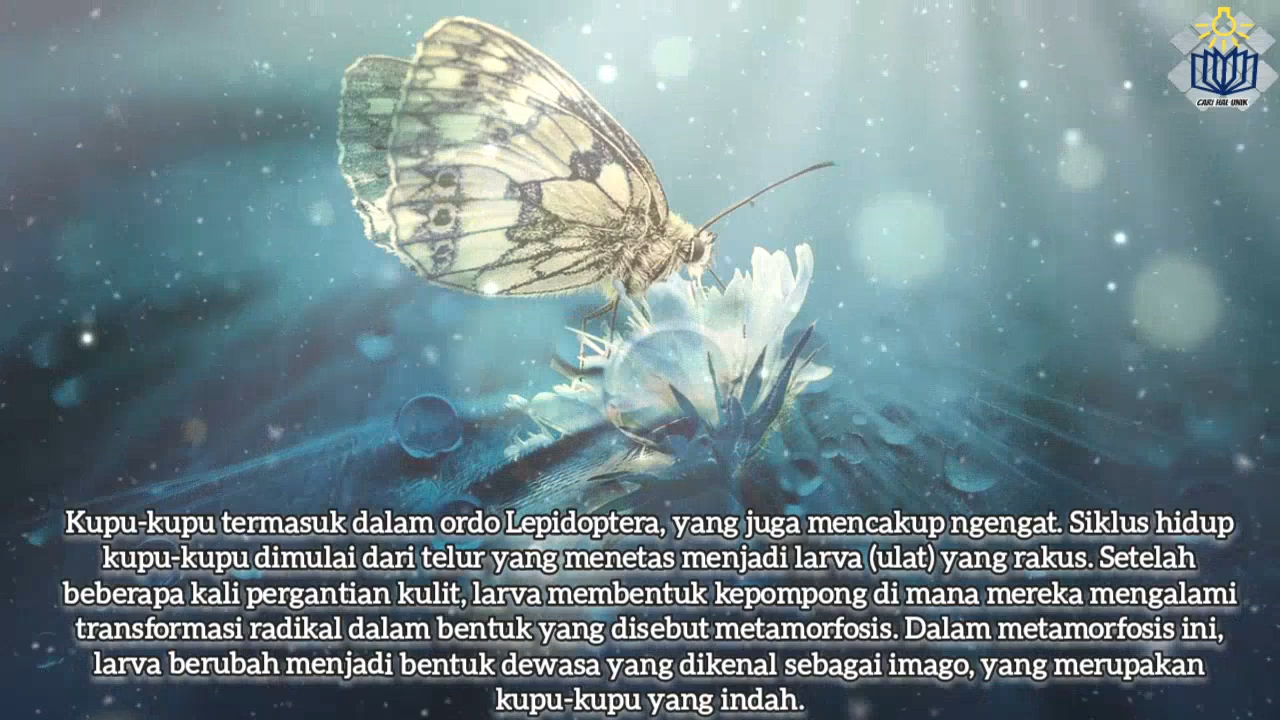 CARI HAL UNIK
Kupu-kupu termasuk dalam ordo Lepidoptera, yang juga mencakup ngengat. Siklus hidup
kupu-kupu dimulai dari telur yang menetas menjadi larva (ulat) yang rakus. Setelah
beberapa kali pergantian kulit, larva membentuk kepompong di mana mereka mengalami
transformasi radikal dalam bentuk yang disebut metamorfosis. Dalam metamorfosis ini,
larva berubah menjadi bentuk dewasa yang dikenal sebagai imago, yang merupakan
kupu-kupu yang indah.